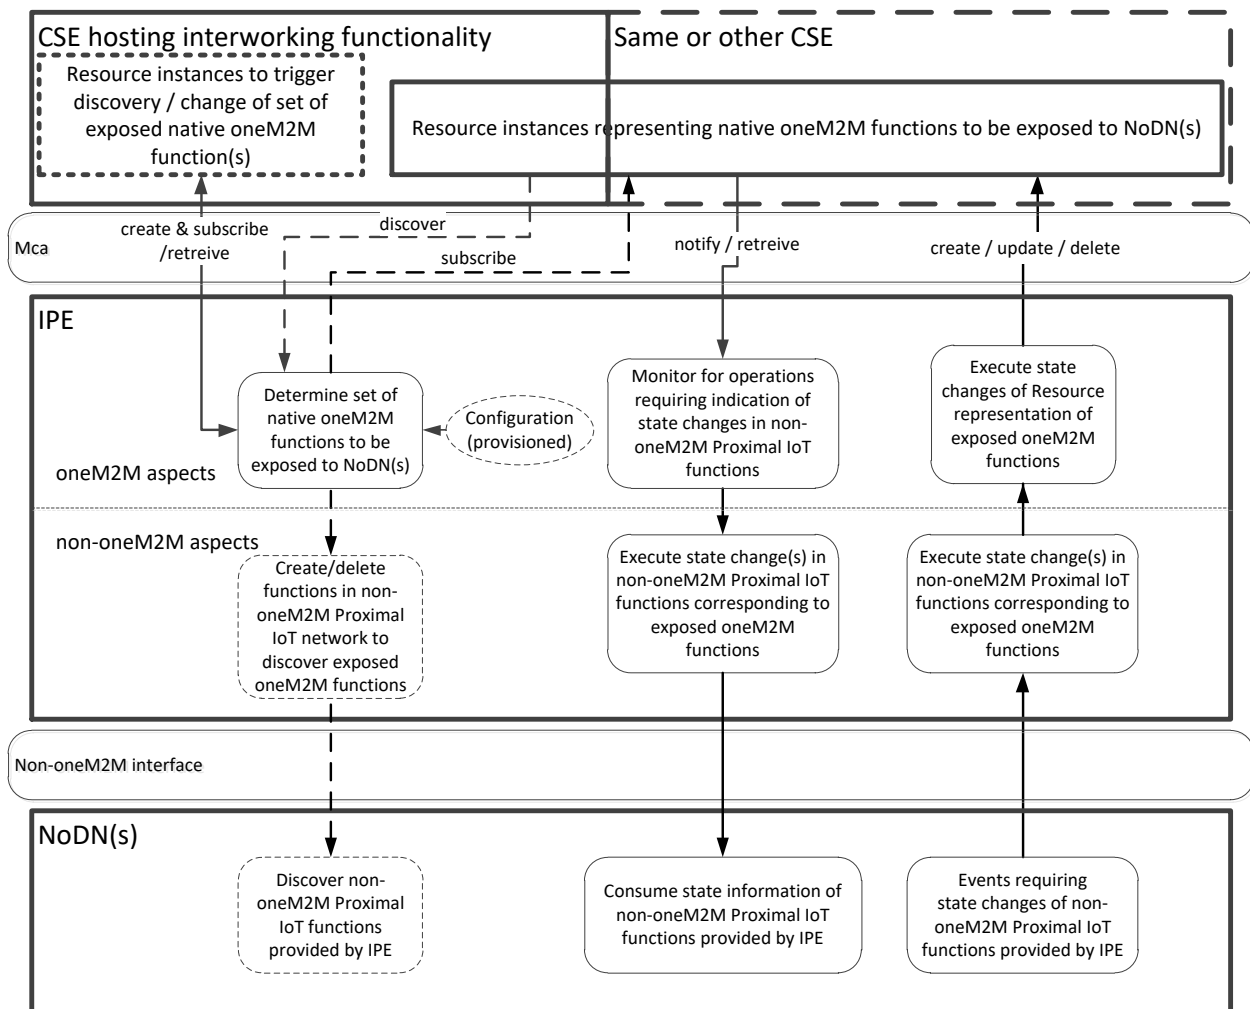 CSE hosting interworking functionality
Same or other CSE
Resource instances to trigger
discovery / change of set of
exposed native oneM2M
function(s)
Resource instances representing native oneM2M functions to be exposed to NoDN(s)
Mca
create & subscribe
/retreive
discover
subscribe
notify / retreive
create / update / delete
IPE
Determine set of
native oneM2M
functions to be
exposed to NoDN(s)
Configuration
(provisioned)
Monitor for operations
requiring indication of
state changes in non-
oneM2M Proximal IoT
functions
Execute state
changes of Resource
representation of
exposed oneM2M
functions
oneM2M aspects
non-oneM2M aspects
Create/delete
functions in non-
oneM2M Proximal
IoT network to
discover exposed
oneM2M functions
Execute state change(s) in
non-oneM2M Proximal IoT
functions corresponding to
exposed oneM2M
functions
Execute state change(s) in
non-oneM2M Proximal IoT
functions corresponding to
exposed oneM2M
functions
Non-oneM2M interface
NoDN(s)
Discover non-
oneM2M Proximal
IoT functions
provided by IPE
Consume state information of
non-oneM2M Proximal IoT
functions provided by IPE
Events requiring
state changes of non-
oneM2M Proximal IoT
functions provided by IPE